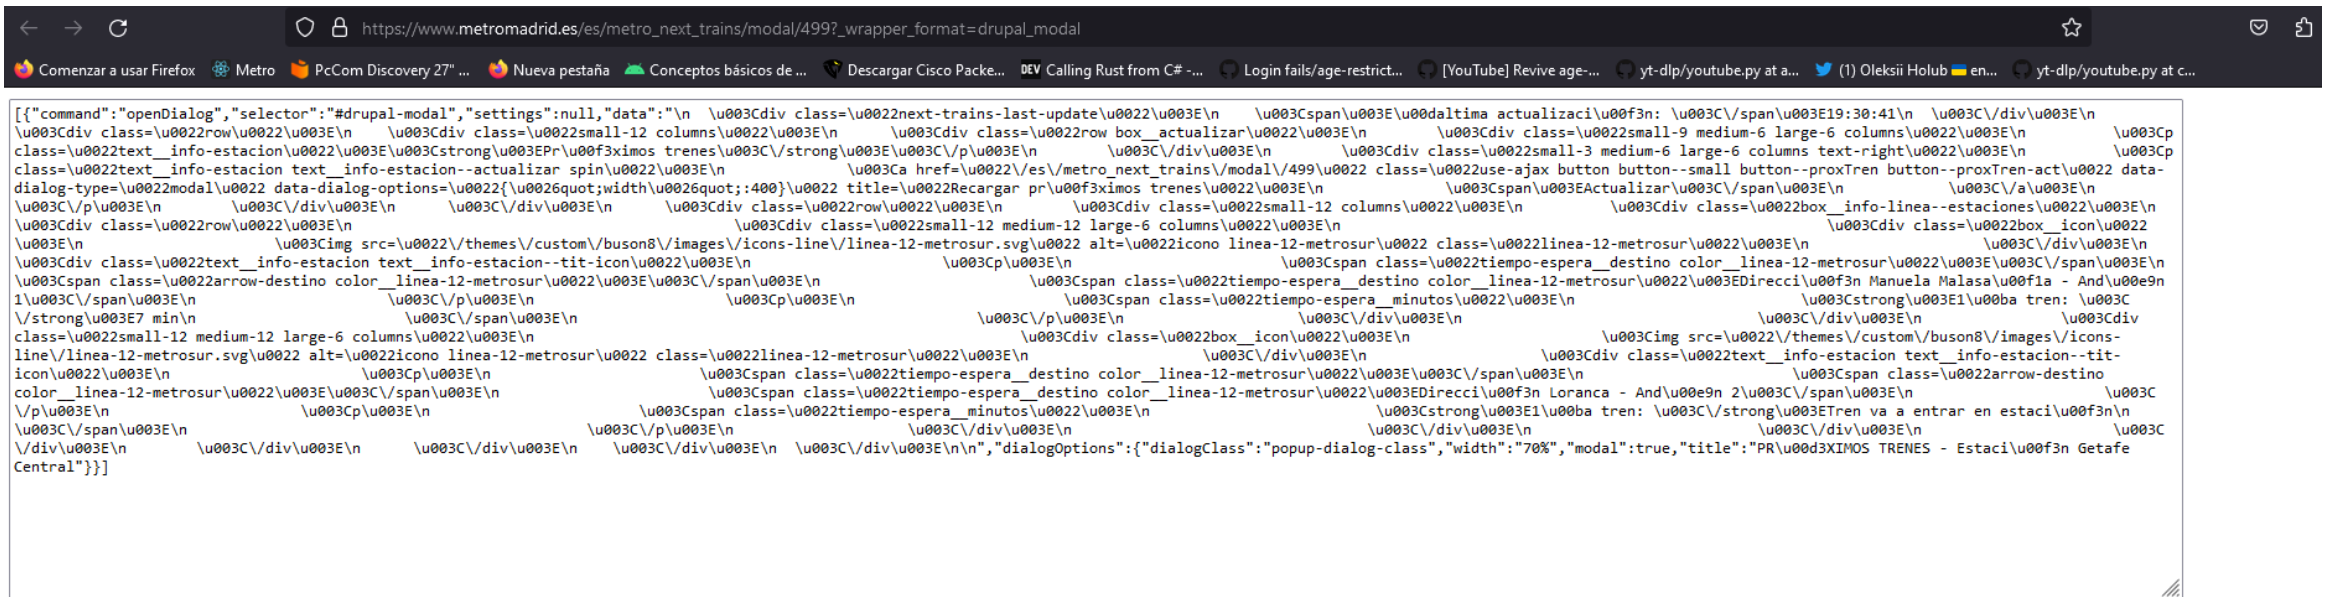 https://www.metromadrid.es/es/metro_next_trains/modal/499?_wrapper_format=drupal_modal
Comenzar a usar Firefox Metro PcCom Discovery 27" ... Nueva pestaña Conceptos básicos de ... Descargar Cisco Packe... DEV Calling Rust from C# -... Login fails/age-restrict... [YouTube] Revive age-... yt-dlp/youtube.py at a... (1) Oleksii Holub 🇺🇦 en... yt-dlp/youtube.py at c...
[{"command":"openDialog","selector":"#drupal-modal","settings":null,"data":"\n \u003Cdiv class=\u0022next-trains-last-update\u0022\u003E\n \u003Cspan\u003E\u00daltima actualizaci\u00f3n: \u003C\/span\u003E19:30:41\n \u003C\/div\u003E\n
\u003Cdiv class=\u0022row\u0022\u003E\n \u003Cdiv class=\u0022small-12 columns\u0022\u003E\n \u003Cdiv class=\u0022row box__actualizar\u0022\u003E\n \u003Cdiv class=\u0022small-9 medium-6 large-6 columns\u0022\u003E\n \u003Cp
class=\u0022text__info-estacion\u0022\u003E\u003Cstrong\u003EPr\u00f3ximos trenes\u003C\/strong\u003E\u003C\/p\u003E\n \u003C\/div\u003E\n \u003Cdiv class=\u0022small-3 medium-6 large-6 columns text-right\u0022\u003E\n \u003Cp
class=\u0022text__info-estacion text__info-estacion--actualizar spin\u0022\u003E\n \u003Ca href=\u0022\/es\/metro_next_trains\/modal\/499\u0022 class=\u0022use-ajax button button--small button--proxTren button--proxTren-act\u0022 data-
dialog-type=\u0022modal\u0022 data-dialog-options=\u0022{\u0026quot;width\u0026quot;:400}\u0022 title=\u0022Recargar pr\u00f3ximos trenes\u0022\u003E\n \u003Cspan\u003EActualizar\u003C\/span\u003E\n \u003C\/a\u003E\n
\u003C\/p\u003E\n \u003C\/div\u003E\n \u003C\/div\u003E\n \u003Cdiv class=\u0022row\u0022\u003E\n \u003Cdiv class=\u0022small-12 columns\u0022\u003E\n \u003Cdiv class=\u0022box__info-linea--estaciones\u0022\u003E\n
\u003Cdiv class=\u0022row\u0022\u003E\n \u003Cdiv class=\u0022small-12 medium-12 large-6 columns\u0022\u003E\n \u003Cdiv class=\u0022box__icon\u0022
\u003E\n \u003Cimg src=\u0022\/themes\/custom\/buson8\/images\/icons-line\/linea-12-metrosur.svg\u0022 alt=\u0022icono linea-12-metrosur\u0022 class=\u0022linea-12-metrosur\u0022\u003E\n \u003C\/div\u003E\n
\u003Cdiv class=\u0022text__info-estacion text__info-estacion--tit-icon\u0022\u003E\n \u003Cp\u003E\n \u003Cspan class=\u0022tiempo-espera__destino color__linea-12-metrosur\u0022\u003E\u003C\/span\u003E\n
\u003Cspan class=\u0022arrow-destino color__linea-12-metrosur\u0022\u003E\u003C\/span\u003E\n \u003Cspan class=\u0022tiempo-espera__destino color__linea-12-metrosur\u0022\u003EDirecci\u00f3n Manuela Malasa\u00f1a - And\u00e9n
1\u003C\/span\u003E\n \u003C\/p\u003E\n \u003Cp\u003E\n \u003Cspan class=\u0022tiempo-espera__minutos\u0022\u003E\n \u003Cstrong\u003E1\u00ba tren: \u003C
\/strong\u003E7 min\n \u003C\/span\u003E\n \u003C\/p\u003E\n \u003C\/div\u003E\n \u003C\/div\u003E\n \u003Cdiv
class=\u0022small-12 medium-12 large-6 columns\u0022\u003E\n \u003Cdiv class=\u0022box__icon\u0022\u003E\n \u003Cimg src=\u0022\/themes\/custom\/buson8\/images\/icons-
line\/linea-12-metrosur.svg\u0022 alt=\u0022icono linea-12-metrosur\u0022 class=\u0022linea-12-metrosur\u0022\u003E\n \u003C\/div\u003E\n \u003Cdiv class=\u0022text__info-estacion text__info-estacion--tit-
icon\u0022\u003E\n \u003Cp\u003E\n \u003Cspan class=\u0022tiempo-espera__destino color__linea-12-metrosur\u0022\u003E\u003C\/span\u003E\n \u003Cspan class=\u0022arrow-destino
color__linea-12-metrosur\u0022\u003E\u003C\/span\u003E\n \u003Cspan class=\u0022tiempo-espera__destino color__linea-12-metrosur\u0022\u003EDirecci\u00f3n Loranca - And\u00e9n 2\u003C\/span\u003E\n \u003C
\/p\u003E\n \u003Cp\u003E\n \u003Cspan class=\u0022tiempo-espera__minutos\u0022\u003E\n \u003Cstrong\u003E1\u00ba tren: \u003C\/strong\u003ETren va a entrar en estaci\u00f3n\n
\u003C\/span\u003E\n \u003C\/p\u003E\n \u003C\/div\u003E\n \u003C\/div\u003E\n \u003C\/div\u003E\n \u003C
\/div\u003E\n \u003C\/div\u003E\n \u003C\/div\u003E\n \u003C\/div\u003E\n \u003C\/div\u003E\n\n","dialogOptions":{"dialogClass":"popup-dialog-class","width":"70%","modal":true,"title":"PR\u00d3XIMOS TRENES - Estaci\u00f3n Getafe
Central"}}]